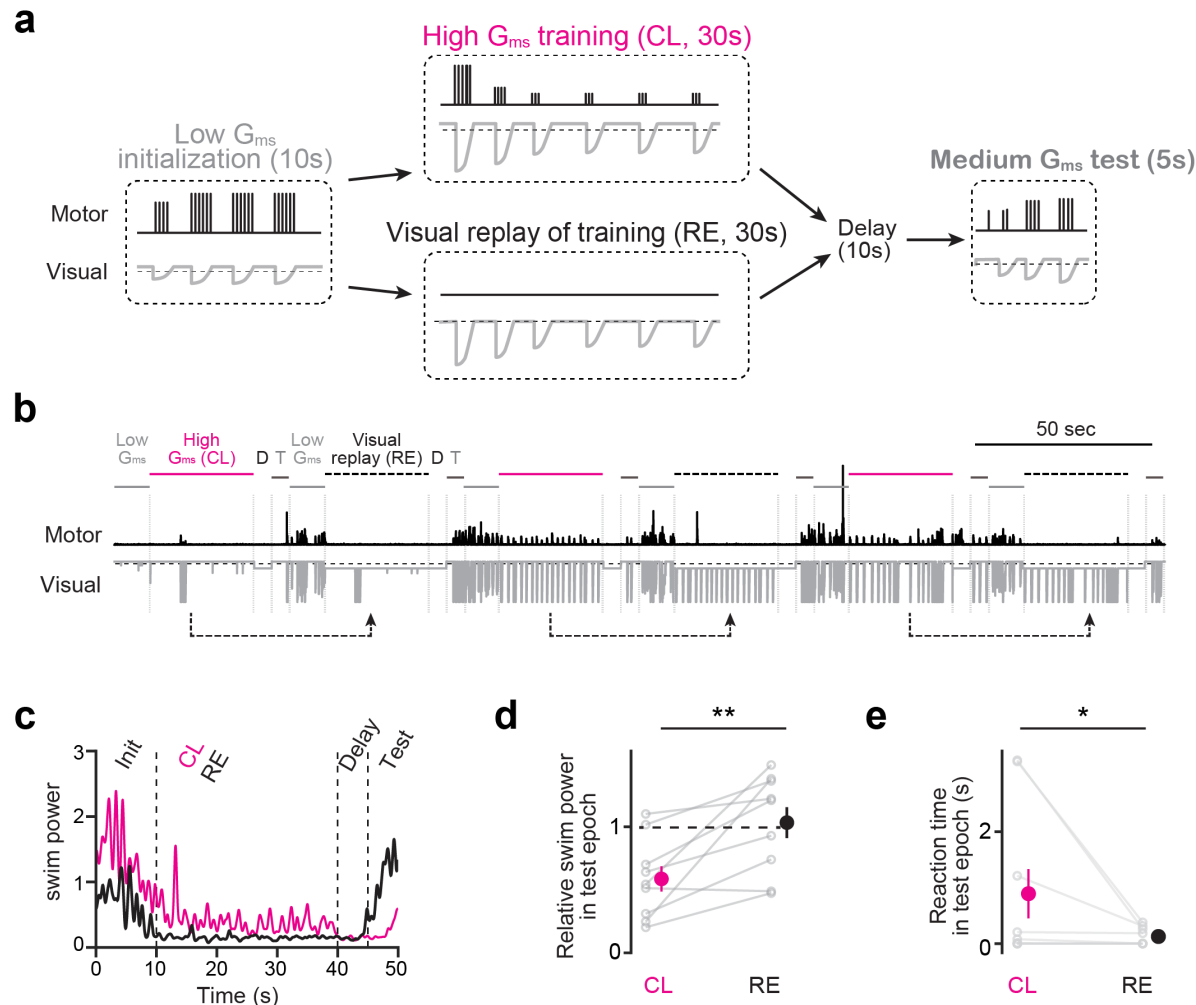 a
High Gms training (CL, 30s)
Low Gms
initialization (10s)
Motor
Visual
Visual replay of training (RE, 30s)
Delay
(10s)
Medium Gms test (5s)
b
Low
Gms
High
Gms (CL)
D
T
Low
Gms
Visual
replay (RE)
D
T
50 sec
Motor
Visual
c
swim power
3
2
1
0
Init
CL
RE
Delay
Test
0
10
20
30
40
50
Time (s)
d
**
Relative swim power
in test epoch
1
0
CL
RE
e
*
Reaction time
in test epoch (s)
2
0
CL
RE